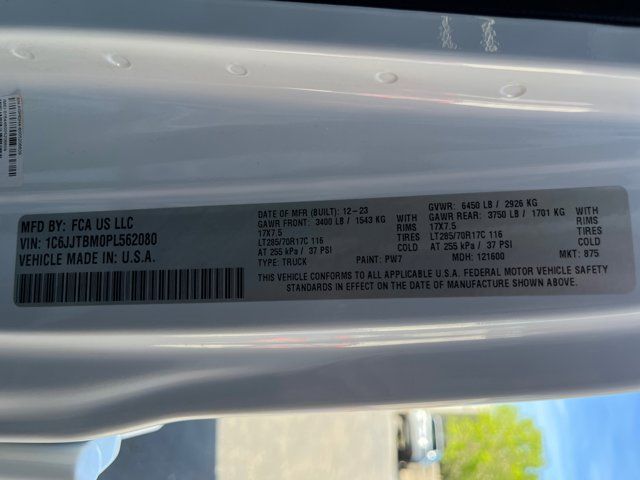 MFD BY: FCA US LLC
VIN: 1C6JJTBM0PL562080
VEHICLE MADE IN: U.S.A.
DATE OF MFR (BUILT): 12-23
GAWR FRONT: 3400 LB / 1543 KG WITH
17X7.5 RIMS
LT285/70R17C 116 TIRES
AT 255 kPa / 37 PSI COLD
TYPE: TRUCK PAINT: PW7
GVWR: 6450 LB / 2926 KG
GAWR REAR: 3750 LB / 1701 KG WITH
17X7.5 RIMS
LT285/70R17C 116 TIRES
AT 255 kPa / 37 PSI COLD
MDH: 121600 MKT: 875
THIS VEHICLE CONFORMS TO ALL APPLICABLE U.S.A. FEDERAL MOTOR VEHICLE SAFETY
STANDARDS IN EFFECT ON THE DATE OF MANUFACTURE SHOWN ABOVE.